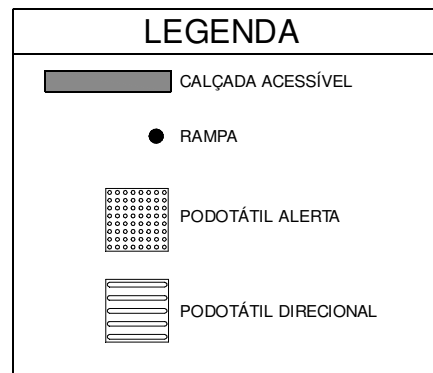 LEGENDA
CALÇADA ACESSÍVEL
RAMPA
PODOTÁTIL ALERTA
PODOTÁTIL DIRECIONAL